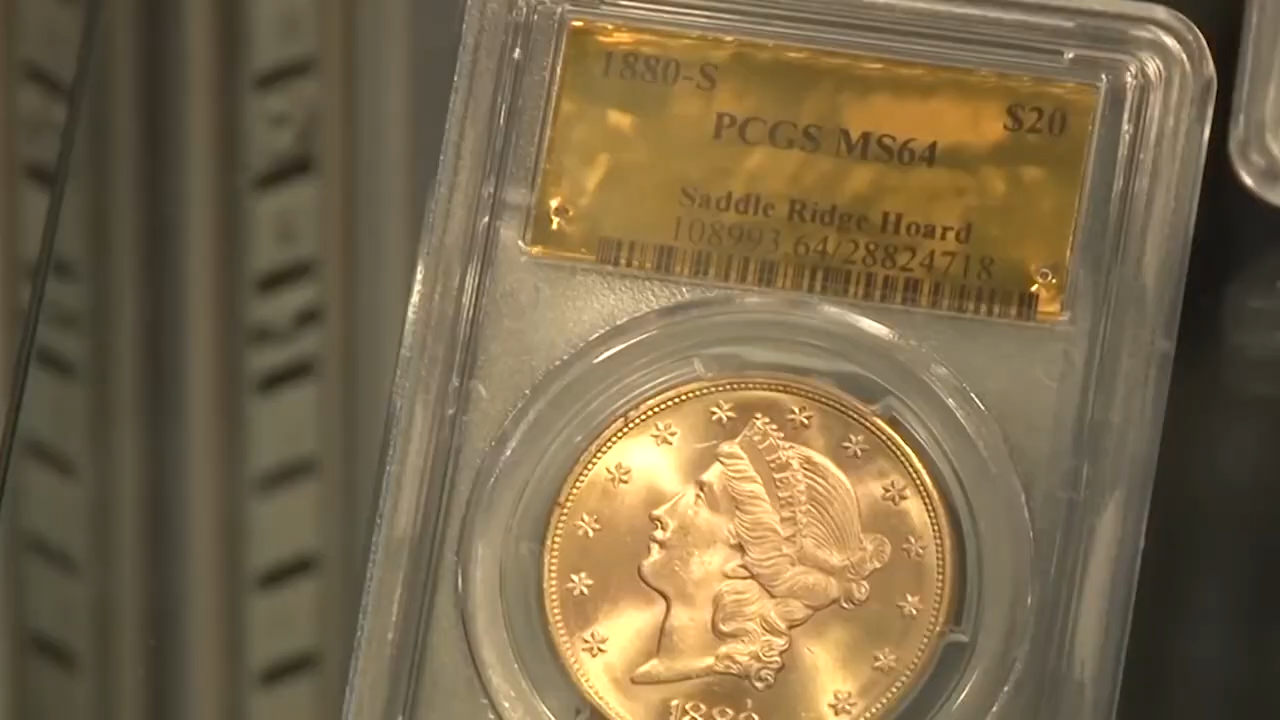 1880-S
$20
PCGS MS64
Saddle Ridge Hoard
108993.64/28824718
LIBERTY